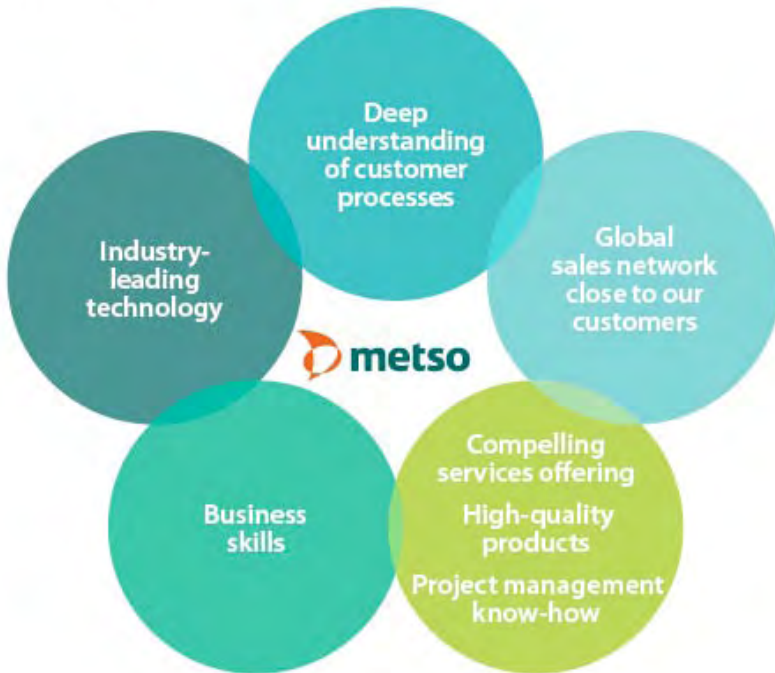 Deep
understanding
of customer
processes
Industry-
leading
technology
Global
sales network
close to our
customers
metso
Business
skills
Compelling
services offering
High-quality
products
Project management
know-how